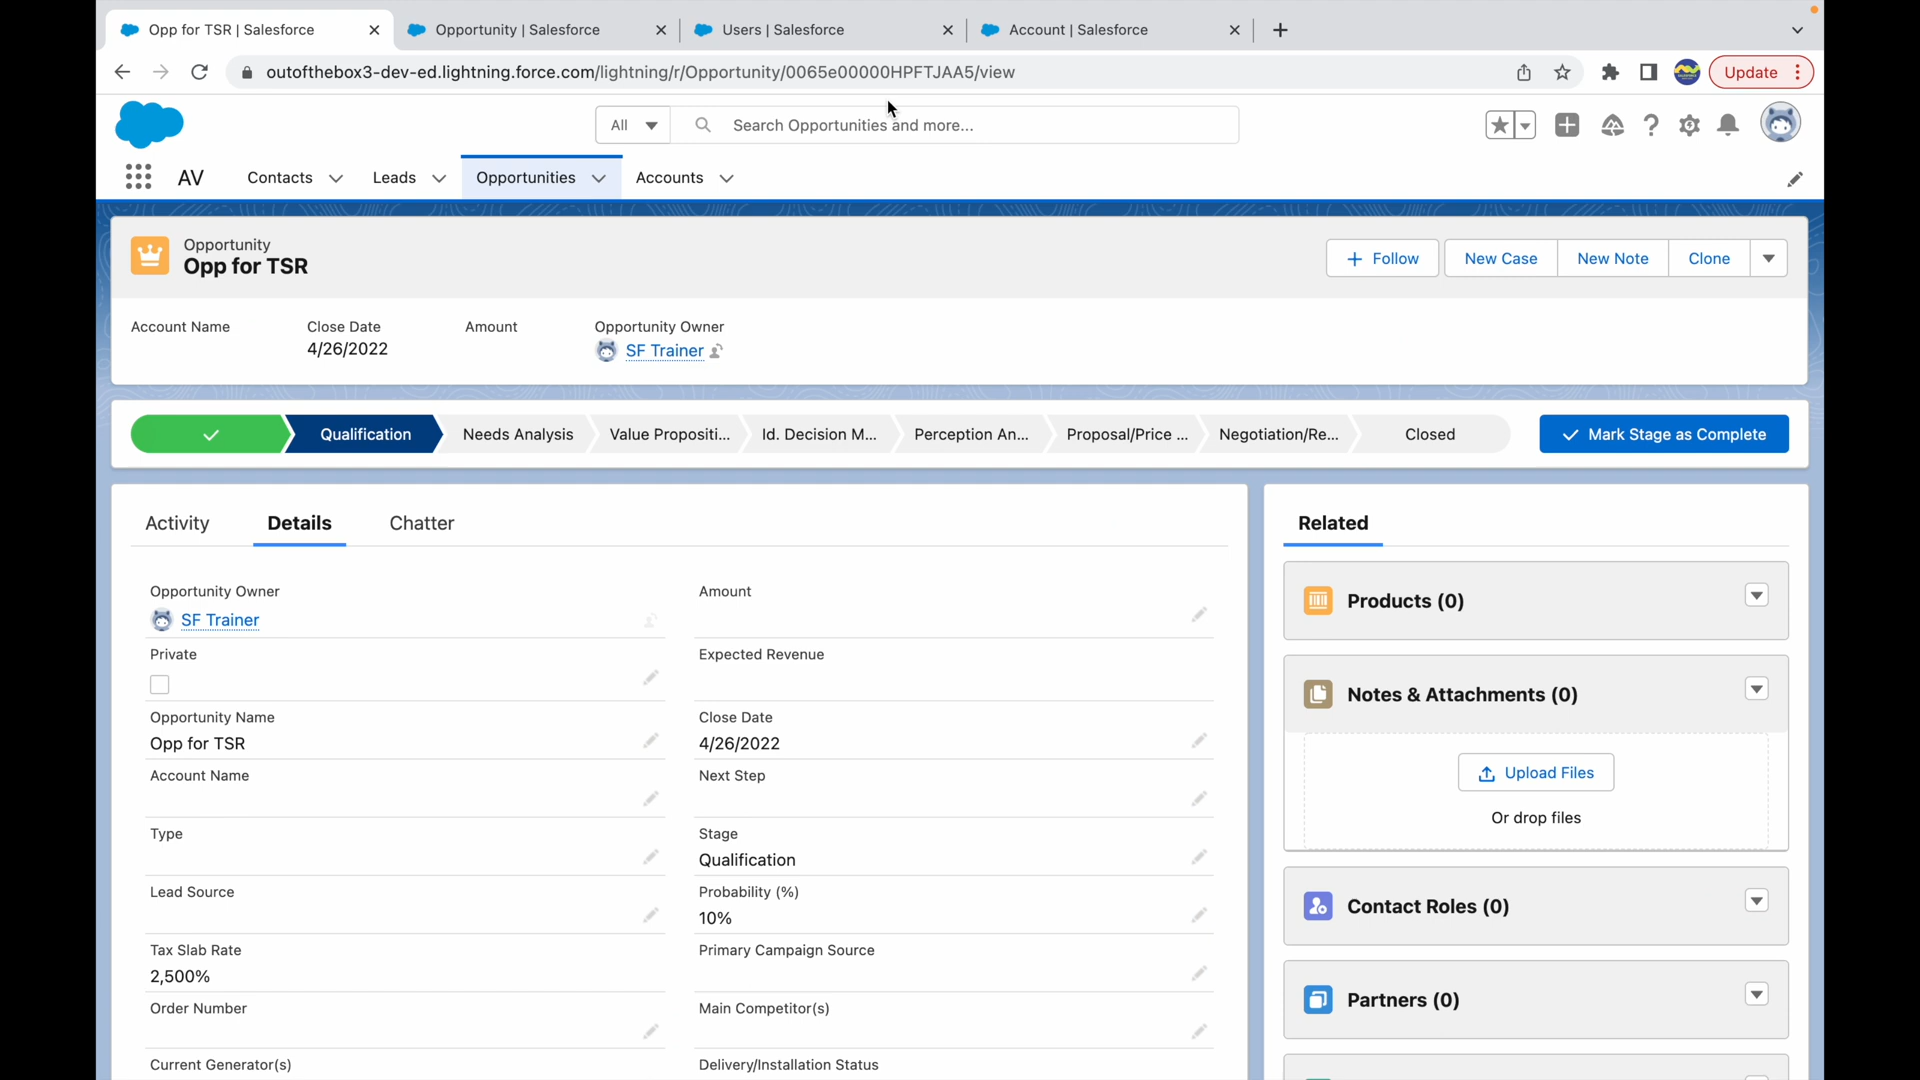 Opp for TSR | Salesforce
Opportunity | Salesforce
Users | Salesforce
Account | Salesforce
outofthebox3-dev-ed.lightning.force.com/lightning/r/Opportunity/0065e00000HPFTJAA5/view
Update
All
Search Opportunities and more...
AV
Contacts
Leads
Opportunities
Accounts
Opportunity
Opp for TSR
Follow
New Case
New Note
Clone
Account Name
Close Date
Amount
Opportunity Owner
4/26/2022
SF Trainer
Qualification
Needs Analysis
Value Propositi...
Id. Decision M...
Perception An...
Proposal/Price ...
Negotiation/Re...
Closed
Mark Stage as Complete
Activity
Details
Chatter
Opportunity Owner
SF Trainer
Private
Opportunity Name
Opp for TSR
Account Name
Type
Lead Source
Tax Slab Rate
2,500%
Order Number
Current Generator(s)
Amount
Expected Revenue
Close Date
4/26/2022
Next Step
Stage
Qualification
Probability (%)
10%
Primary Campaign Source
Main Competitor(s)
Delivery/Installation Status
Related
Products (0)
Notes & Attachments (0)
Upload Files
Or drop files
Contact Roles (0)
Partners (0)